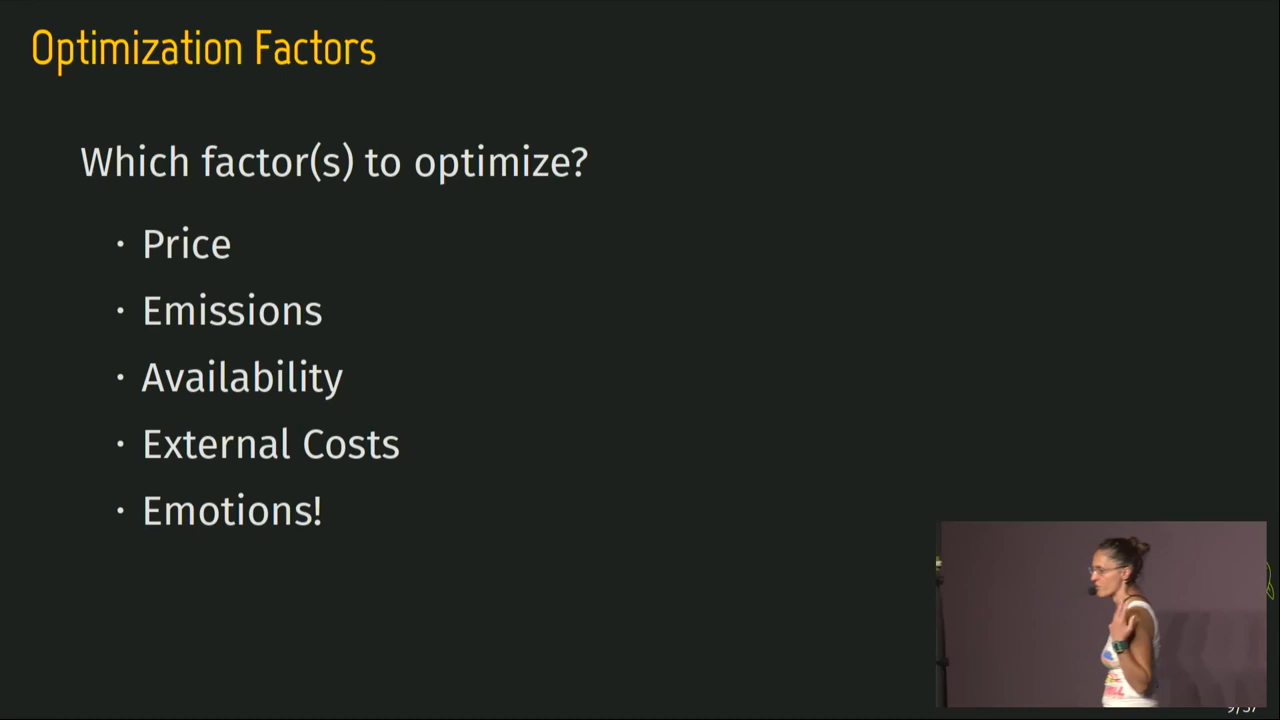 Optimization Factors
Which factor(s) to optimize?
· Price
· Emissions
· Availability
· External Costs
· Emotions!